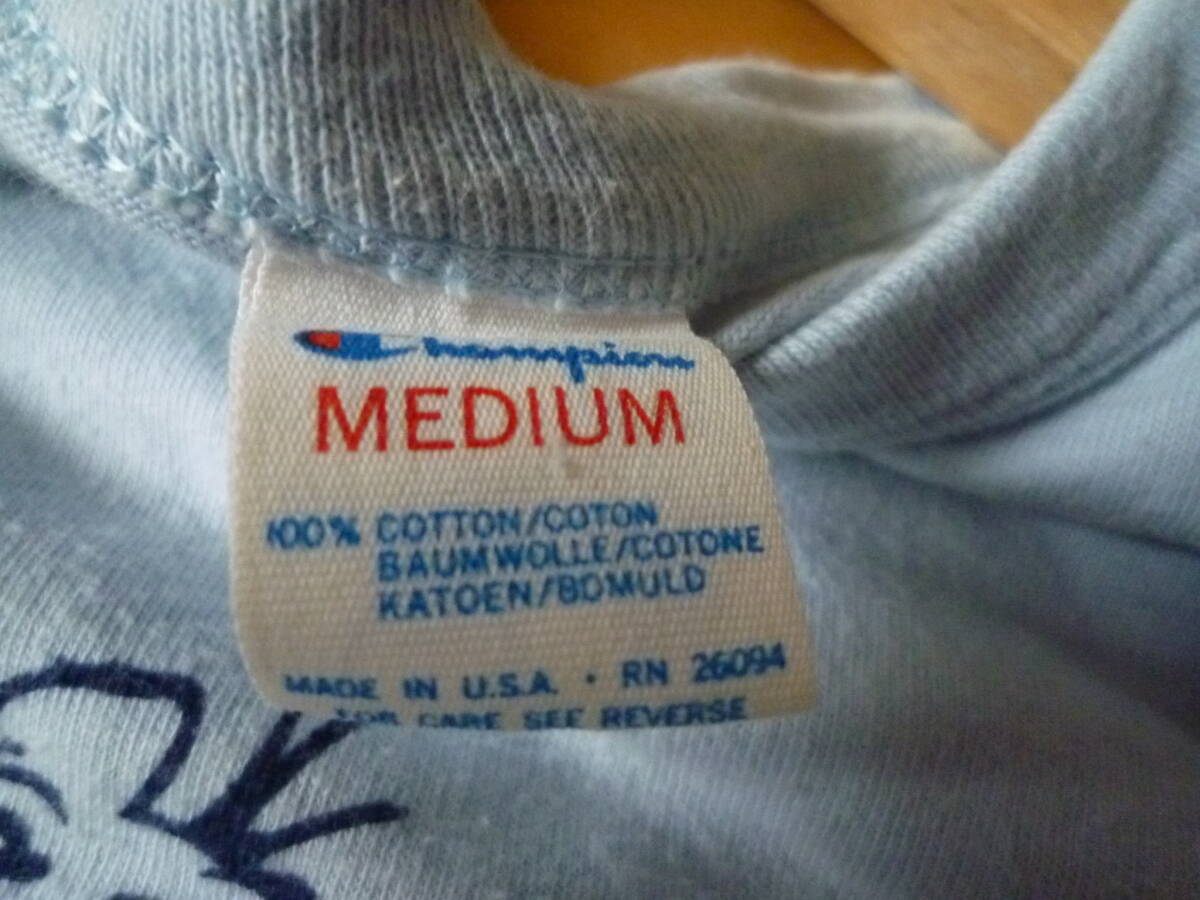 Champion
MEDIUM
100% COTTON/COTON
BAUMWOLLE/COTONE
KATOEN/BOMULD
MADE IN U.S.A. · RN 26094
FOR CARE SEE REVERSE